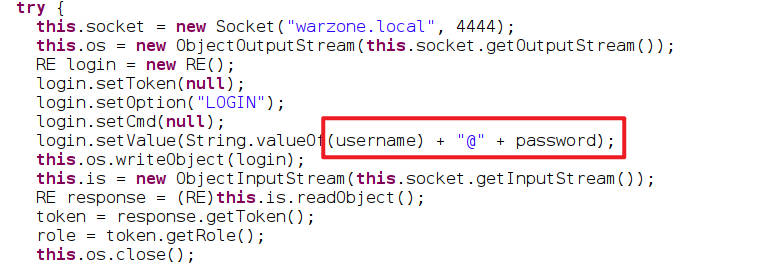 try {
this.socket = new Socket("warzone.local", 4444);
this.os = new ObjectOutputStream(this.socket.getOutputStream());
RE login = new RE();
login.setToken(null);
login.setOption("LOGIN");
login.setCmd(null);
login.setValue(String.valueOf(username) + "@" + password);
this.os.writeObject(login);
this.is = new ObjectInputStream(this.socket.getInputStream());
RE response = (RE)this.is.readObject();
token = response.getToken();
role = token.getRole();
this.os.close();